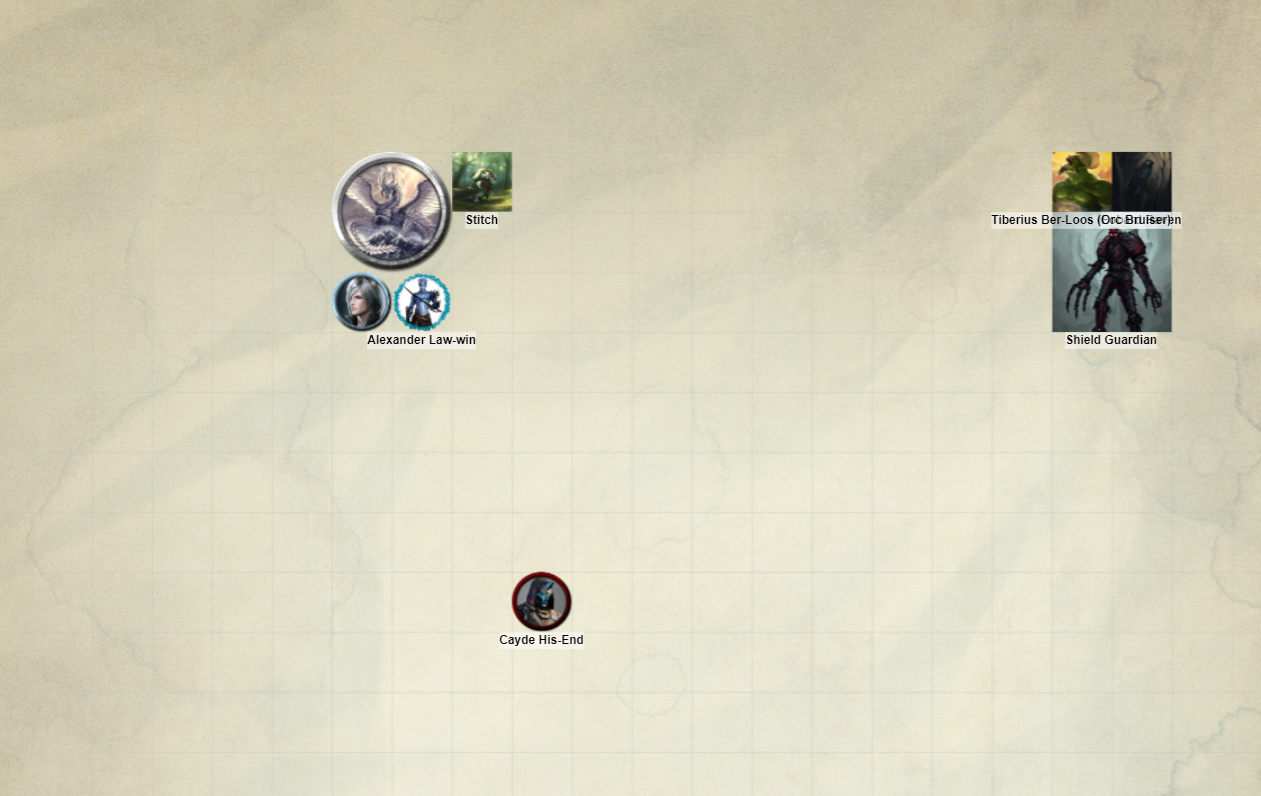 Stitch
Tiberius Ber-Loos (Orc Bruiser)
Alexander Law-win
Shield Guardian
Cayde His-End